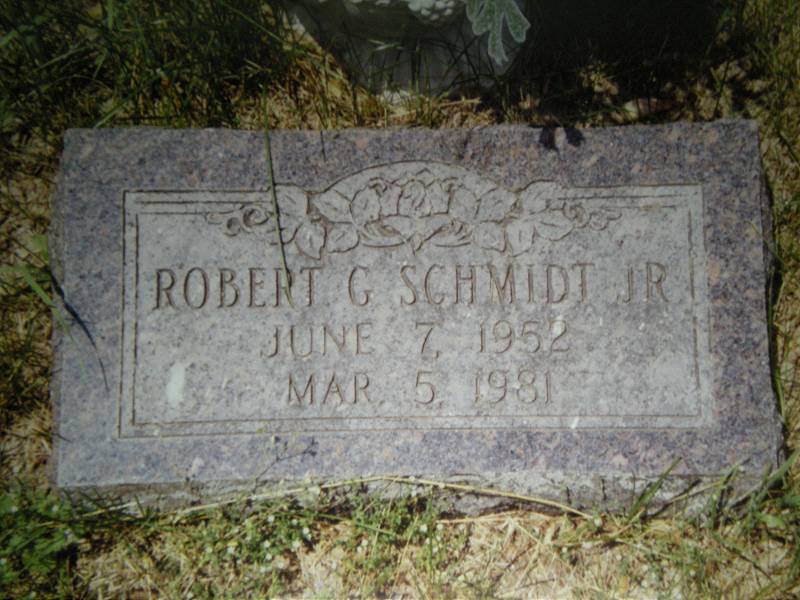 ROBERT G SCHMIDT JR
JUNE 7, 1952
MAR. 5, 1981